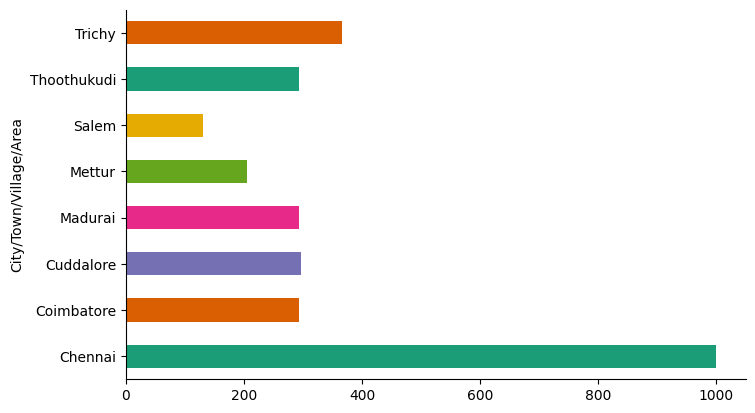 Trichy
Thoothukudi
Salem
Mettur
Madurai
Cuddalore
Coimbatore
Chennai
City/Town/Village/Area
0 200 400 600 800 1000